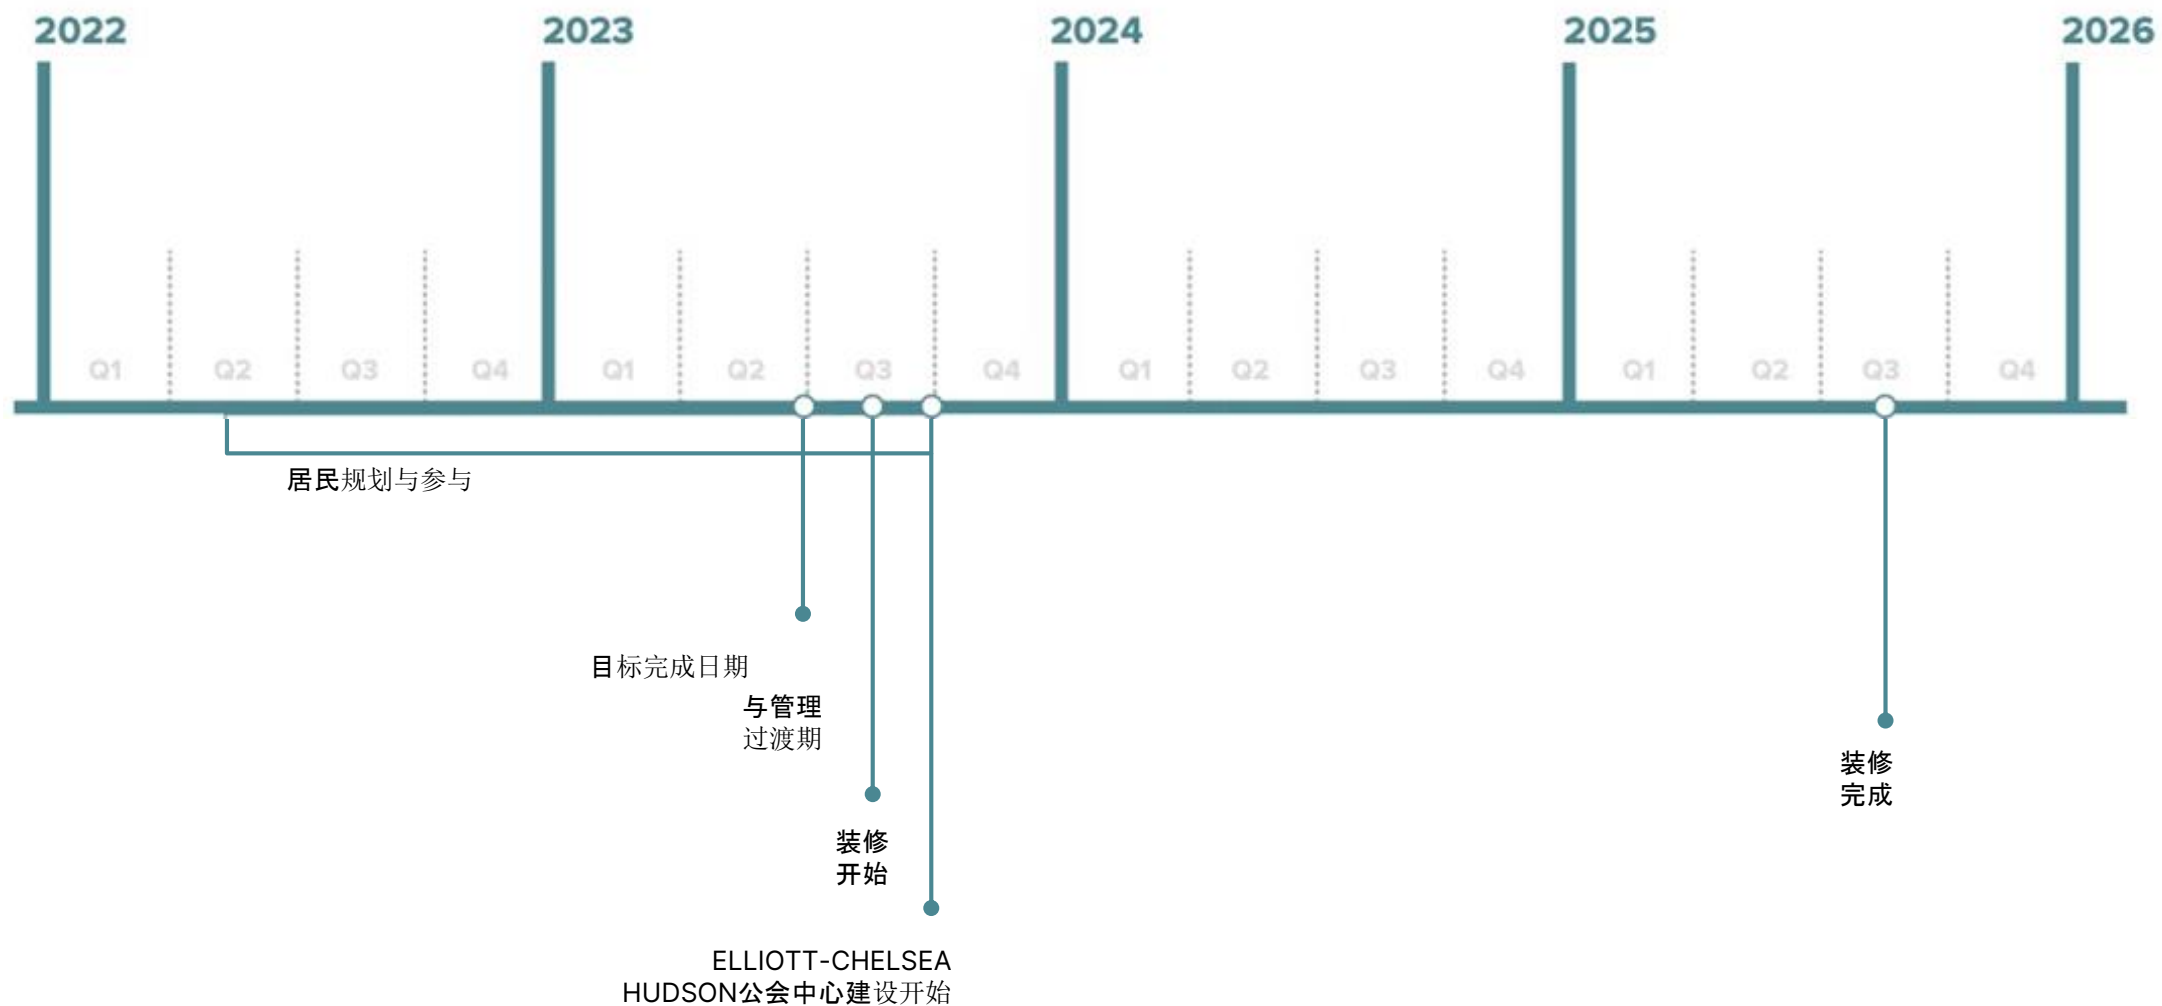 2022 2023 2024 2025 2026
Q1 Q2 Q3 Q4 Q1 Q2 Q3 Q4 Q1 Q2 Q3 Q4 Q1 Q2 Q3 Q4
居民规划与参与
目标完成日期
与管理
过渡期
装修
完成
装修
开始
ELLIOTT-CHELSEA
HUDSON公会中心建设开始